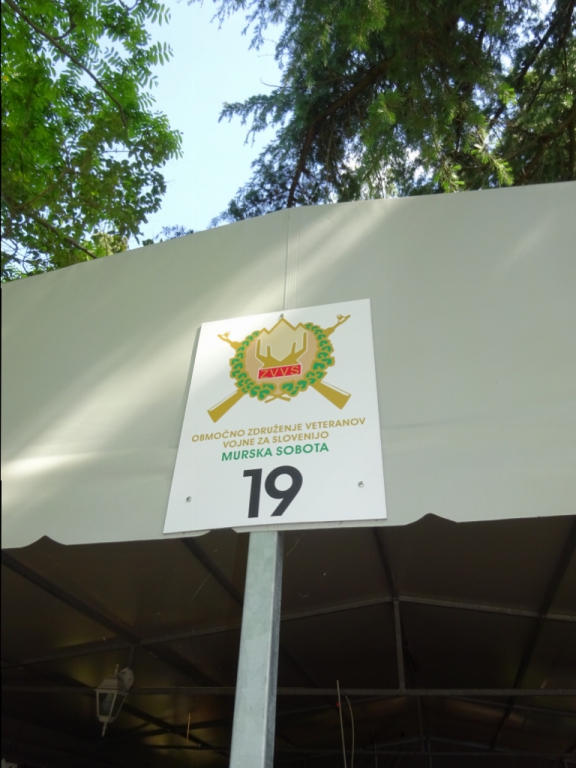 ZVVS
OBMOČNO ZDRUŽENJE VETERANOV
VOJNE ZA SLOVENIJO
MURSKA SOBOTA
19